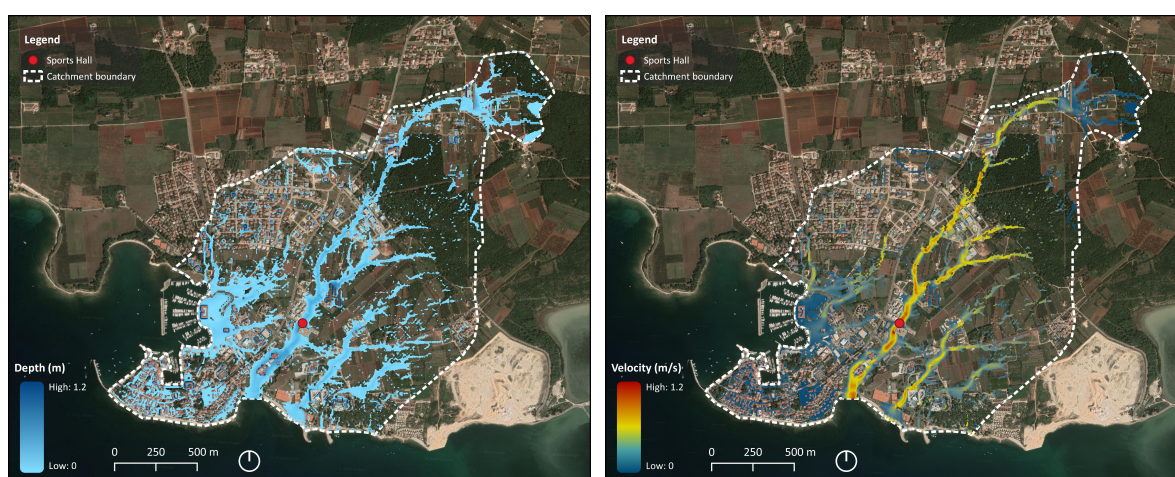 Legend
Sports Hall
Catchment boundary
Depth (m)
High: 1.2
Low: 0
0 250 500 m
Legend
Sports Hall
Catchment boundary
Velocity (m/s)
High: 1.2
Low: 0
0 250 500 m